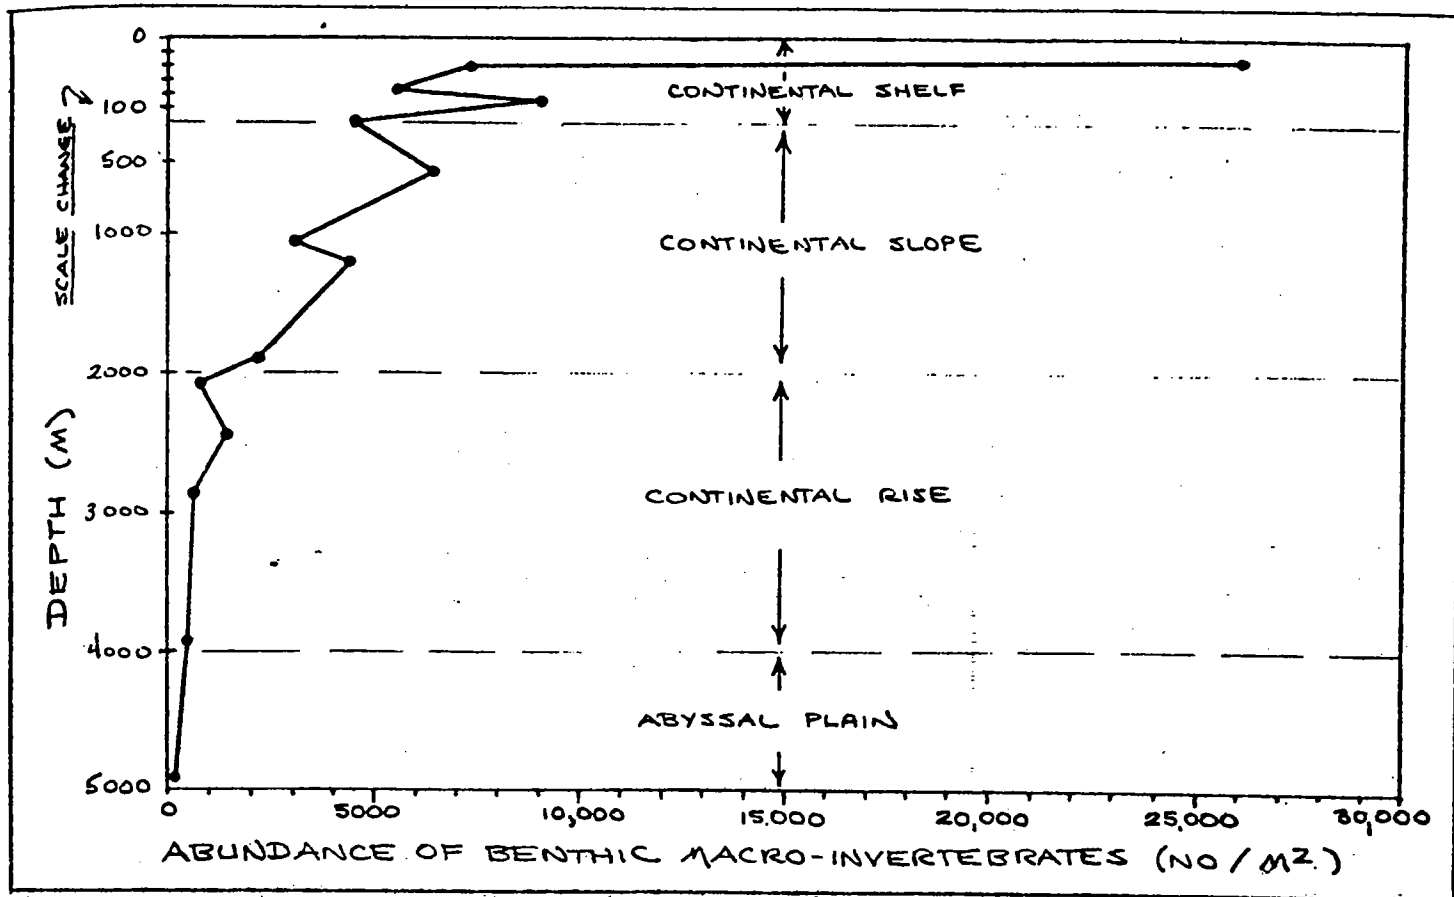 0
100
500
1000
2000
3000
4000
5000
SCALE CHANGE
DEPTH (M)
CONTINENTAL SHELF
CONTINENTAL SLOPE
CONTINENTAL RISE
ABYSSAL PLAIN
0 5000 10,000 15.000 20,000 25,000 30,000
ABUNDANCE OF BENTHIC MACRO-INVERTEBRATES (NO/M2.)